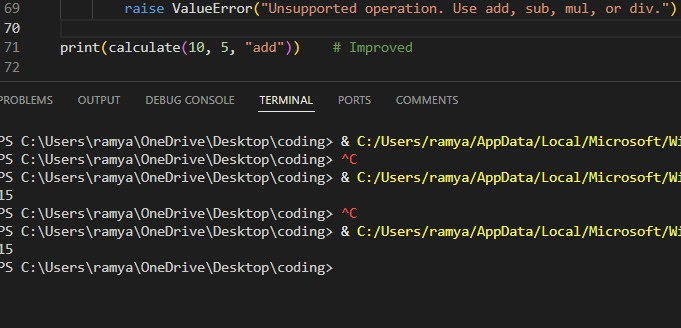 69 raise ValueError("Unsupported operation. Use add, sub, mul, or div.")
70
71 print(calculate(10, 5, "add")) # Improved
72
PROBLEMS OUTPUT DEBUG CONSOLE TERMINAL PORTS COMMENTS
PS C:\Users\ramya\OneDrive\Desktop\coding> & C:/Users/ramya/AppData/Local/Microsoft/Wi
PS C:\Users\ramya\OneDrive\Desktop\coding> ^C
PS C:\Users\ramya\OneDrive\Desktop\coding> & C:/Users/ramya/AppData/Local/Microsoft/Wi
15
PS C:\Users\ramya\OneDrive\Desktop\coding> ^C
PS C:\Users\ramya\OneDrive\Desktop\coding> & C:/Users/ramya/AppData/Local/Microsoft/Wi
15
PS C:\Users\ramya\OneDrive\Desktop\coding>